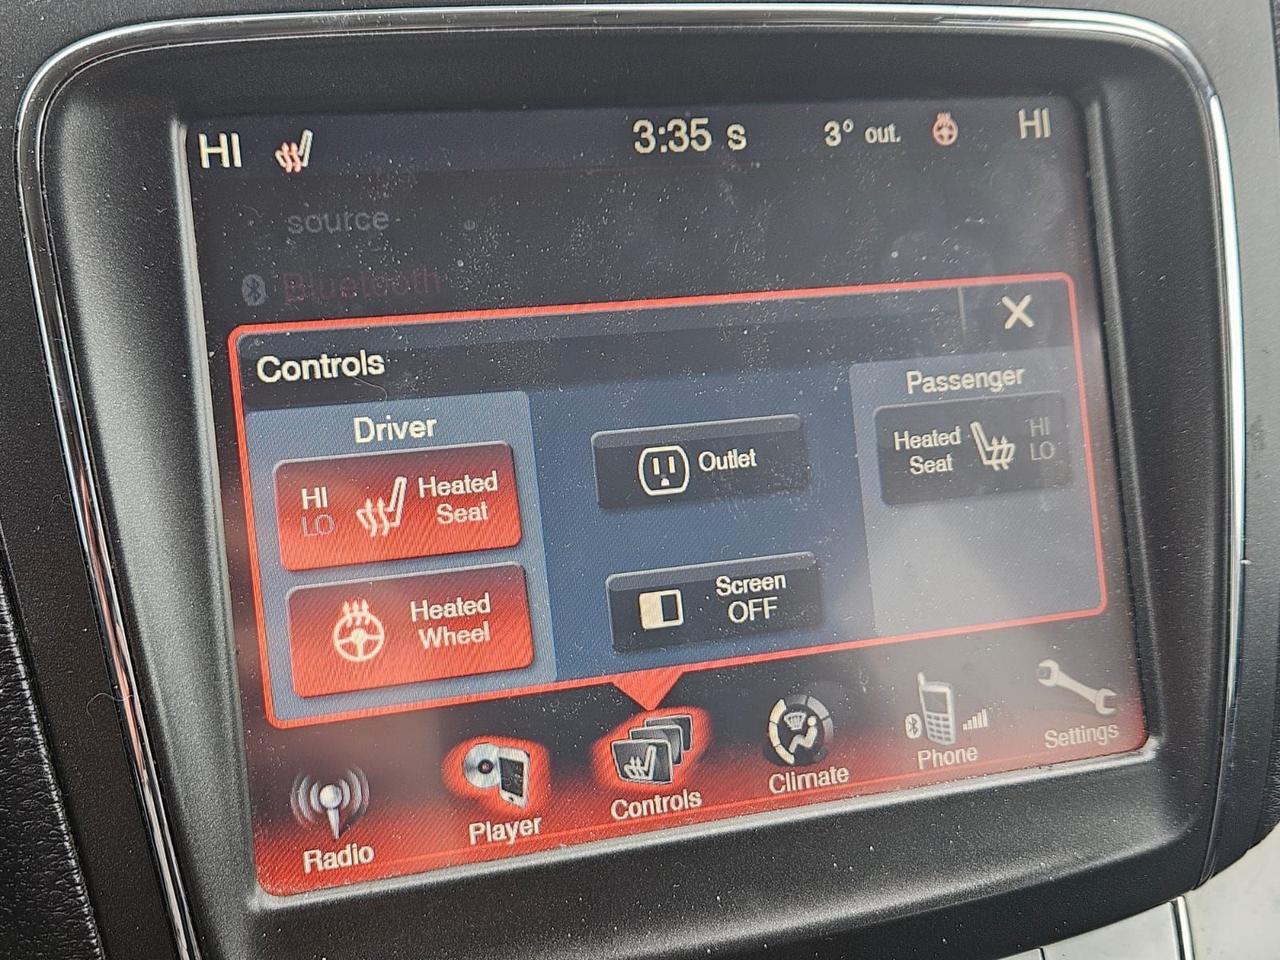 HI 3:35 s 3° out. HI
source
Bluetooth
Controls X
Driver
HI
LO
Heated
Seat
Heated
Wheel
Outlet
Screen
OFF
Passenger
Heated
Seat
HI
LO
Radio
Player
Controls
Climate
Phone
Settings